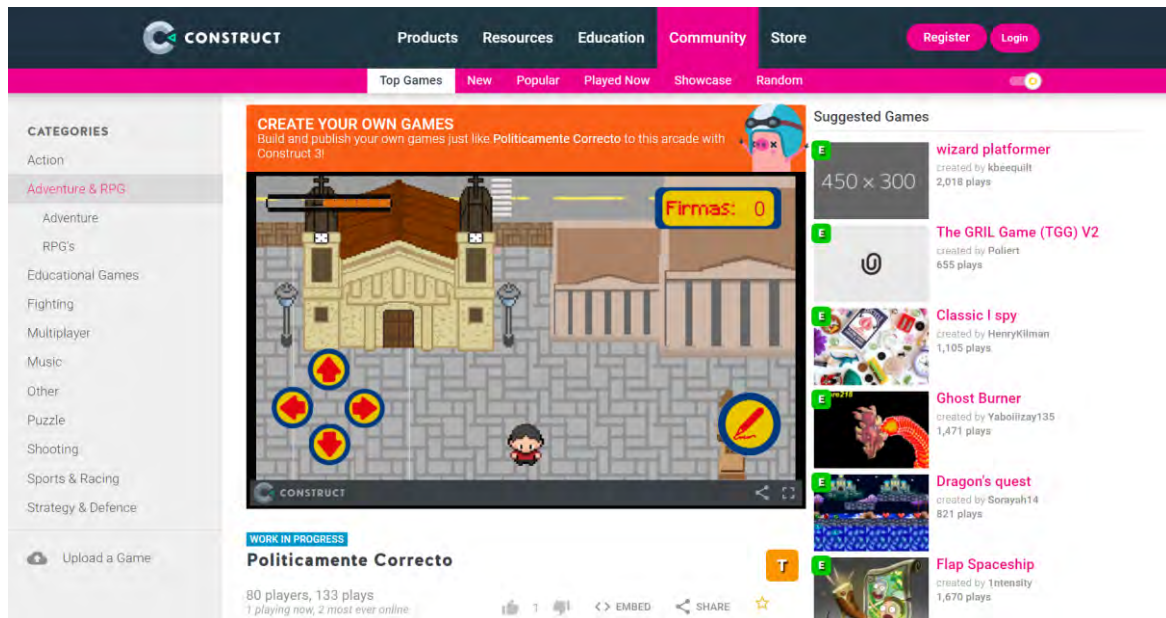 CONSTRUCT
Products Resources Education Community Store
Register Login
Top Games New Popular Played Now Showcase Random
CATEGORIES
Action
Adventure & RPG
Adventure
RPG's
Educational Games
Fighting
Multiplayer
Music
Other
Puzzle
Shooting
Sports & Racing
Strategy & Defence
Upload a Game
CREATE YOUR OWN GAMES
Build and publish your own games just like Politicamente Correcto to this arcade with
Construct 3!
Firmas: 0
CONSTRUCT
WORK IN PROGRESS
Politicamente Correcto
T
80 players, 133 plays
1 playing now, 2 most ever online
1
<> EMBED
SHARE
Suggested Games
E
450 × 300
wizard platformer
created by kbeequilt
2,018 plays
E
The GRIL Game (TGG) V2
created by Poliert
655 plays
E
Classic I spy
created by HenryKilman
1,105 plays
E
Ghost Burner
created by Yaboiiizay135
1,471 plays
E
Dragon's quest
created by Sorayah14
821 plays
E
Flap Spaceship
created by 1ntensity
1,670 plays